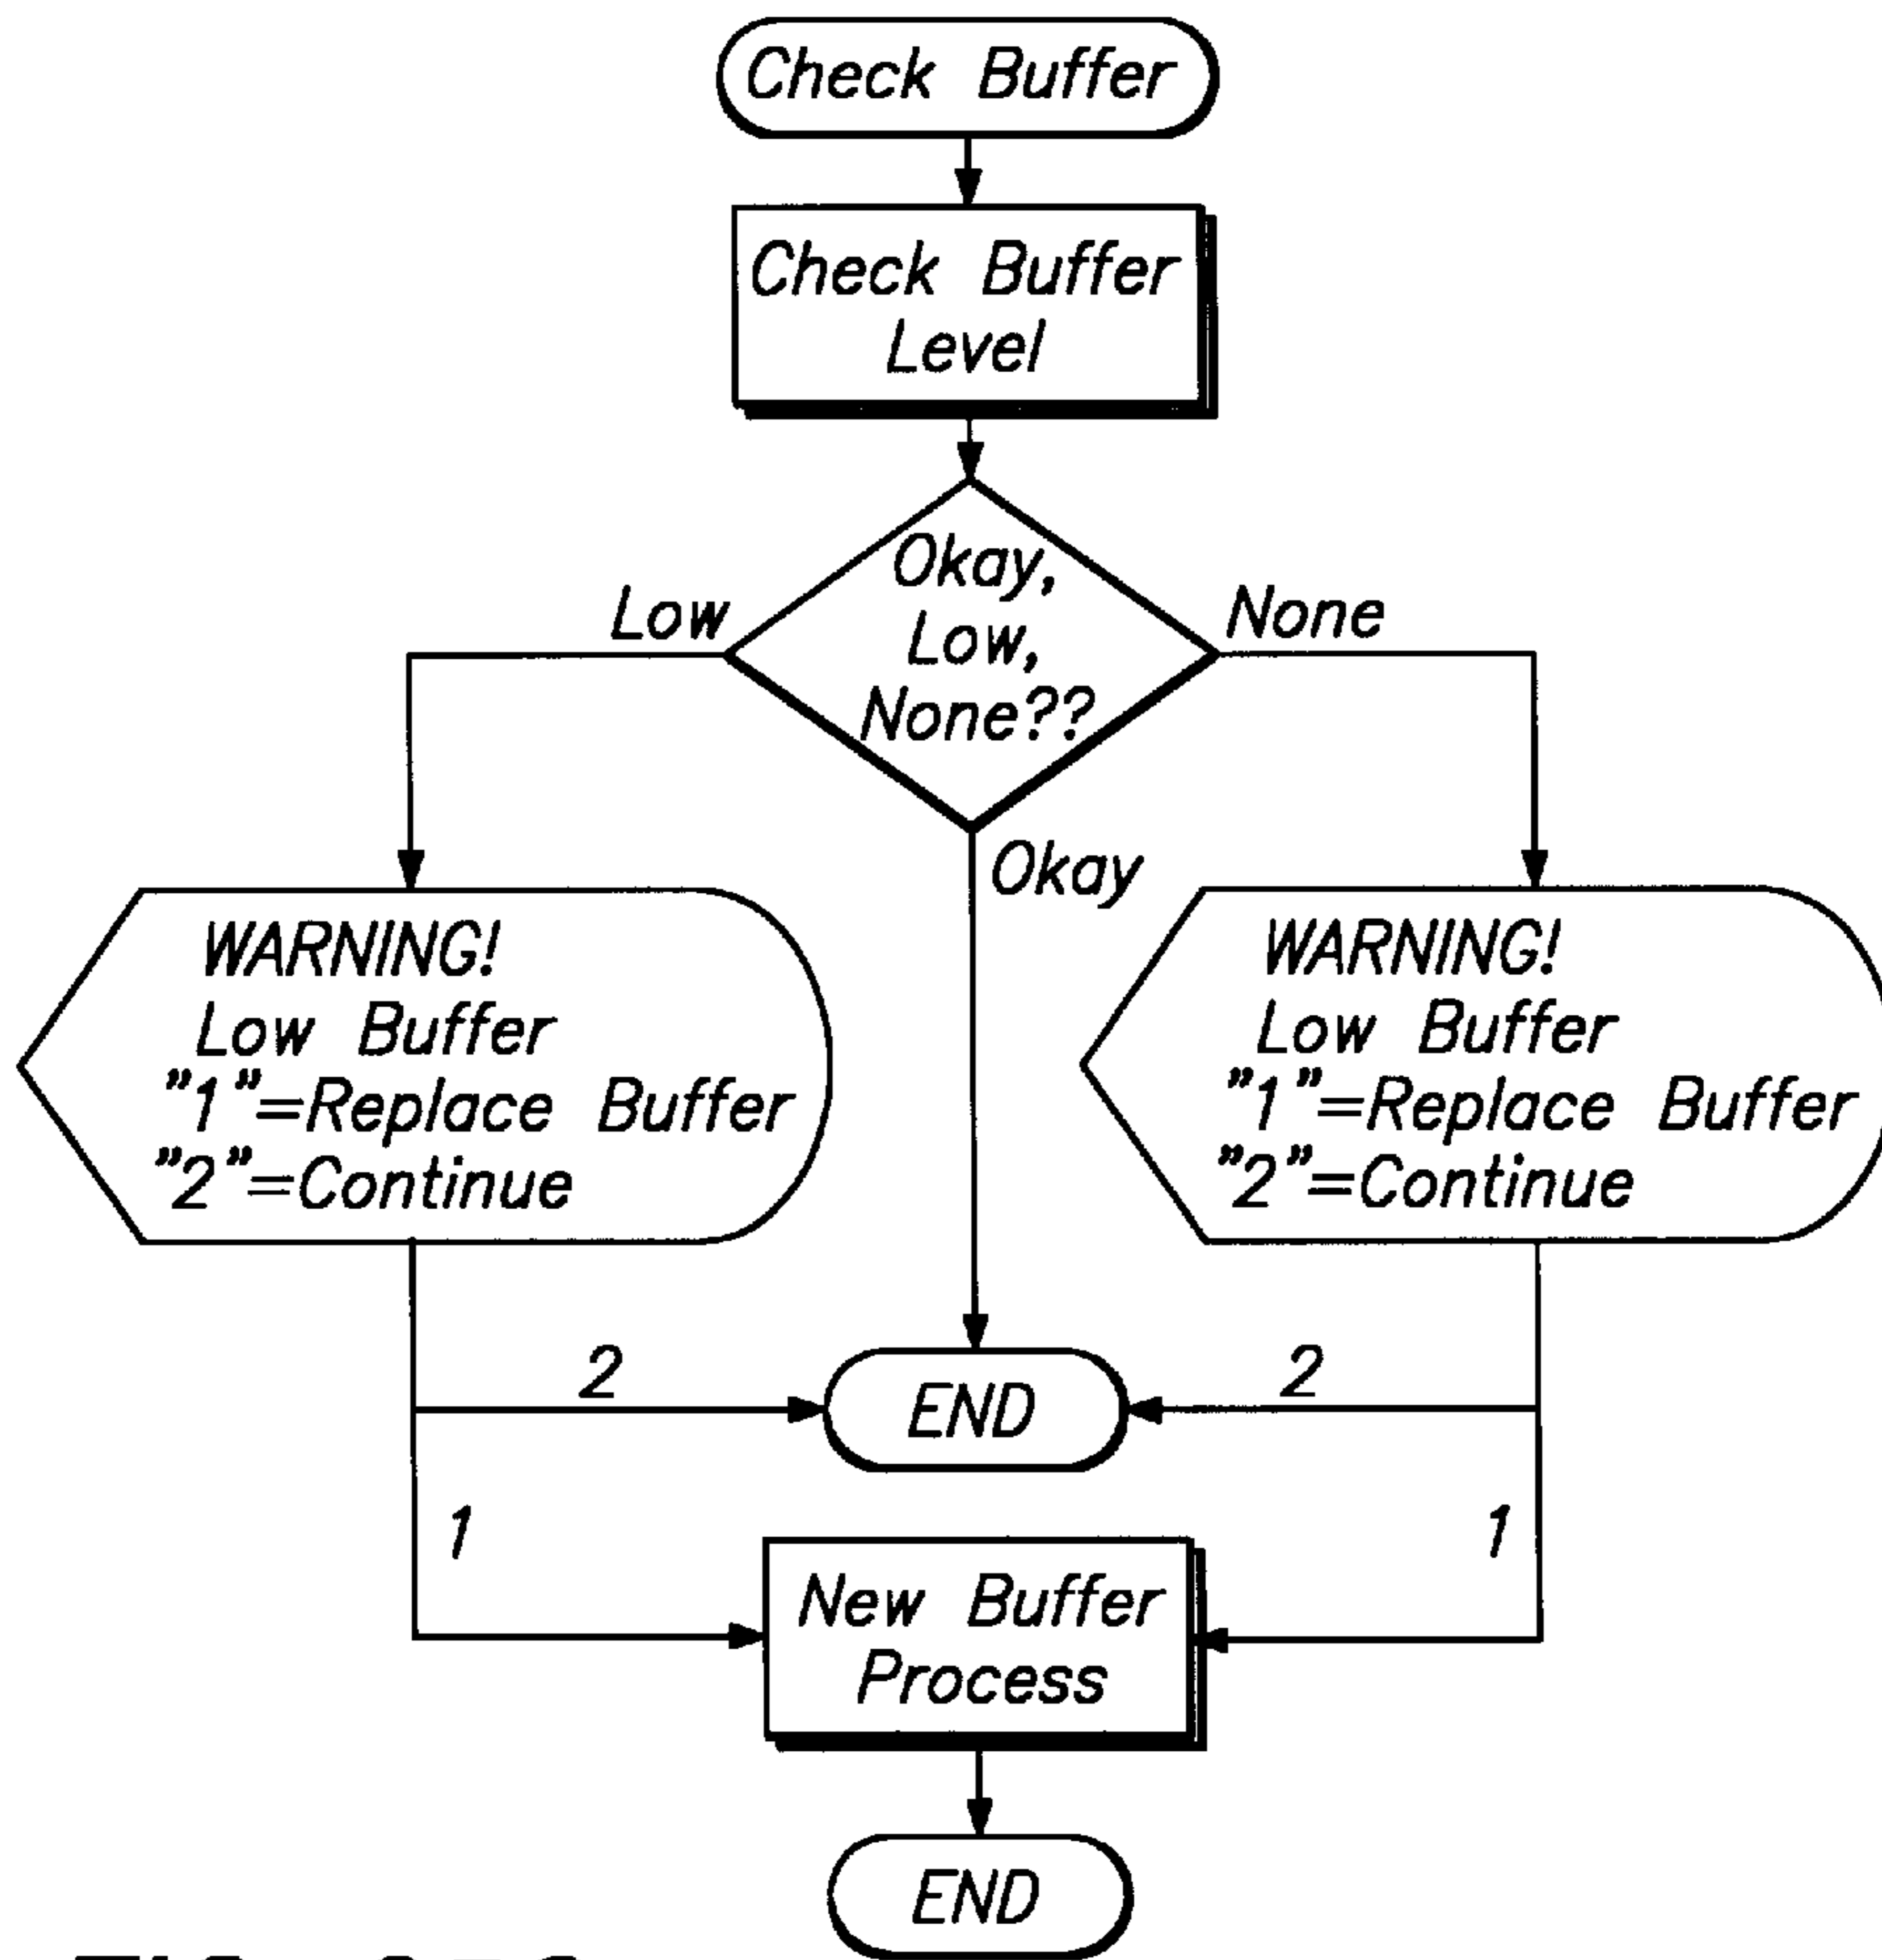 Check Buffer
Check Buffer
Level
Okay,
Low,
None??
Low
None
Okay
WARNING!
Low Buffer
"1"=Replace Buffer
"2"=Continue
WARNING!
Low Buffer
"1"=Replace Buffer
"2"=Continue
2
END
2
1
1
New Buffer
Process
END